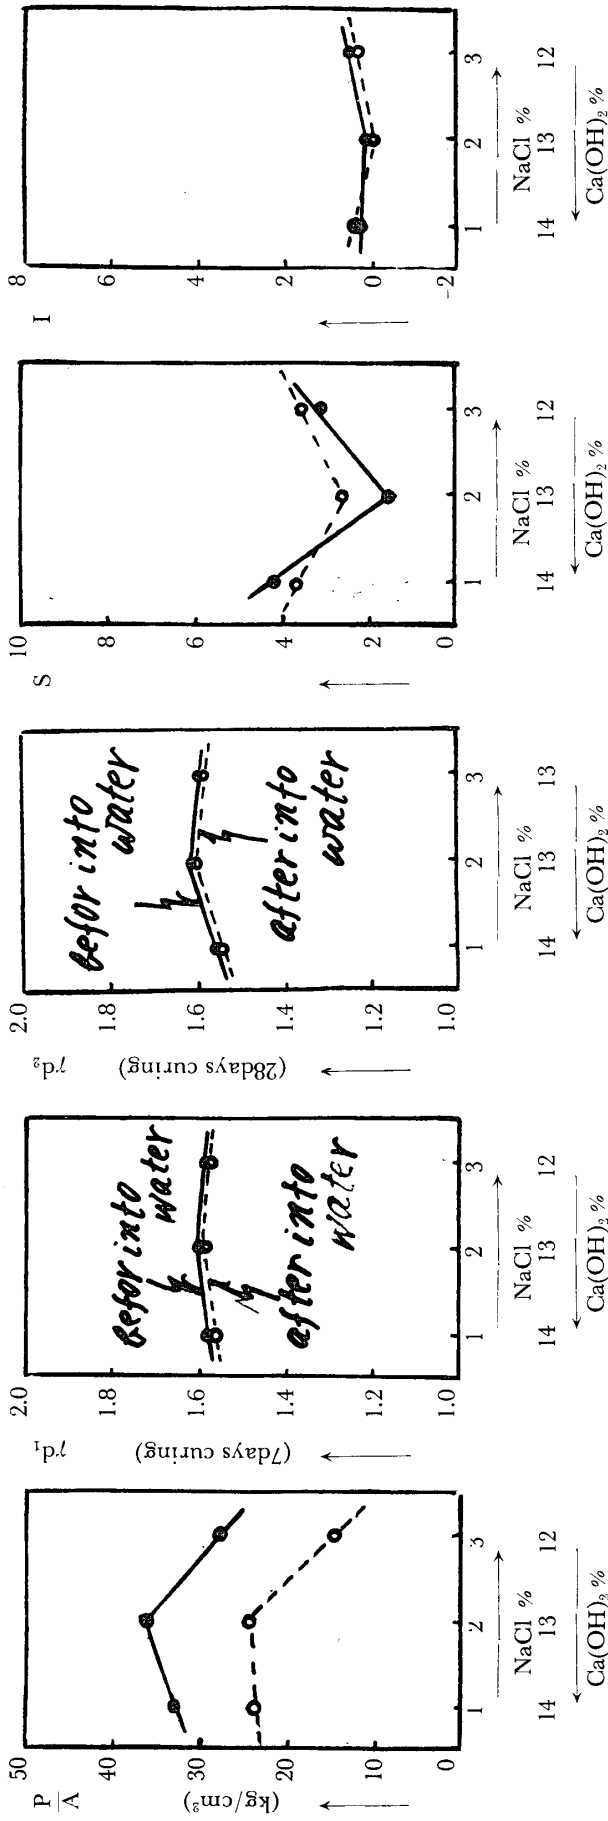 P/A
(kg/cm²)
50
40
30
20
10
0
1 2 3
NaCl %
14 13 12
Ca(OH)₂ %
γd₁
(7days curing)
2.0
1.8
1.6
1.4
1.2
1.0
befor into
water
after into
water
1 2 3
NaCl %
14 13 12
Ca(OH)₂ %
γd₂
(28days curing)
2.0
1.8
1.6
1.4
1.2
1.0
befor into
water
after into
water
1 2 3
NaCl %
14 13 13
Ca(OH)₂ %
S
10
8
6
4
2
0
1 2 3
NaCl %
14 13 12
Ca(OH)₂ %
I
8
6
4
2
0
-2
1 2 3
NaCl %
14 13 12
Ca(OH)₂ %